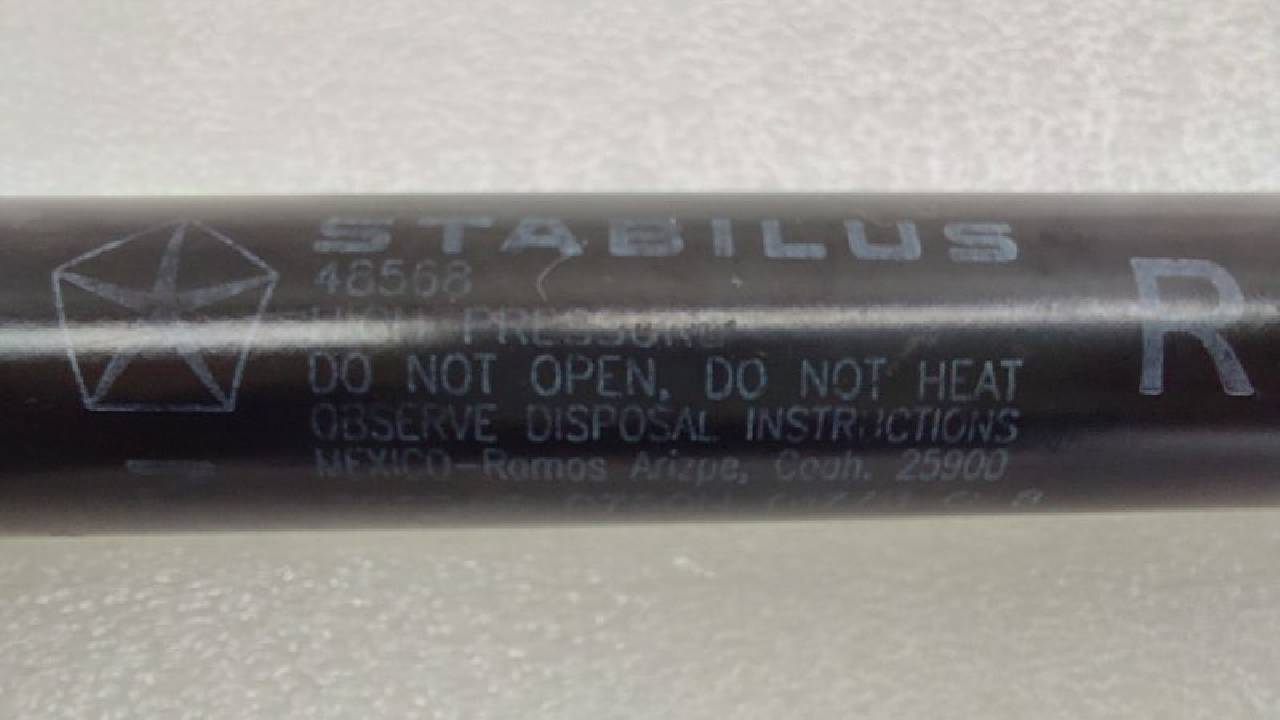 STABILUS
48568
HIGH PRESSURE
DO NOT OPEN, DO NOT HEAT
OBSERVE DISPOSAL INSTRUCTIONS
MEXICO-Ramos Arizpe, Coah. 25900
R